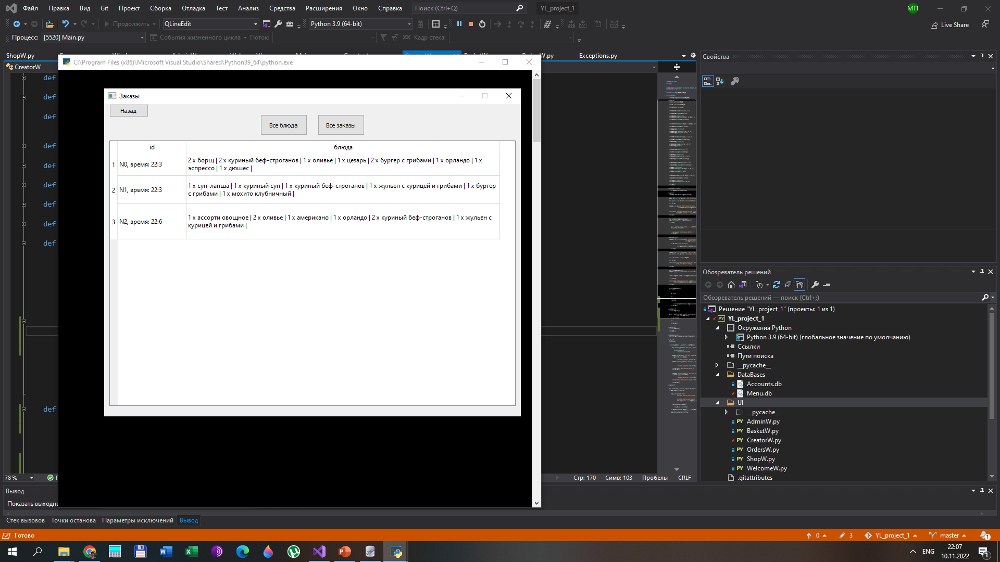 Файл Правка Вид Git Проект Сборка Отладка Тест Анализ Средства Расширения Окно Справка Поиск (Ctrl+Q) YL_project_1 МП
Продолжить QLineEdit Python 3.9 (64-bit) Live Share
Процесс: [5520] Main.py События жизненного цикла Поток: Кадр стека:
ShopW.py Exceptions.py
CreatorW
C:\Program Files (x86)\Microsoft Visual Studio\Shared\Python39_64\python.exe
def
def
def
def
def
def
def
def
def
def
Заказы
Назад
Все блюда Все заказы
id блюда
1 N0, время: 22:3 2 x борщ | 2 x куриный беф-строганов | 1 x оливье | 1 x цезарь | 2 x бургер с грибами | 1 x орландо | 1 x
эспрессо | 1 x дюшес |
2 N1, время: 22:3 1 x суп-лапша | 1 x куриный суп | 1 x куриный беф-строганов | 1 x жульен с курицей и грибами | 1 x бургер
с грибами | 1 x мохито клубничный |
3 N2, время: 22:6 1 x ассорти овощное | 2 x оливье | 1 x американо | 1 x орландо | 2 x куриный беф-строганов | 1 x жульен с
курицей и грибами |
78 % Стр: 170 Симв: 103 Пробелы CRLF
Свойства
Обозреватель решений
Обозреватель решений — поиск (Ctrl+;)
Решение "YL_project_1" (проекты: 1 из 1)
YL_project_1
Окружения Python
Python 3.9 (64-bit) (глобальное значение по умолчанию)
Ссылки
Пути поиска
__pycache__
DataBases
Accounts.db
Menu.db
UI
__pycache__
AdminW.py
BasketW.py
CreatorW.py
OrdersW.py
ShopW.py
WelcomeW.py
.gitattributes
Вывод
Показать выходны
Стек вызовов Точки останова Параметры исключений Вывод
Готово 0 3 YL_project_1 master 1
ENG 22:07
10.11.2022 1